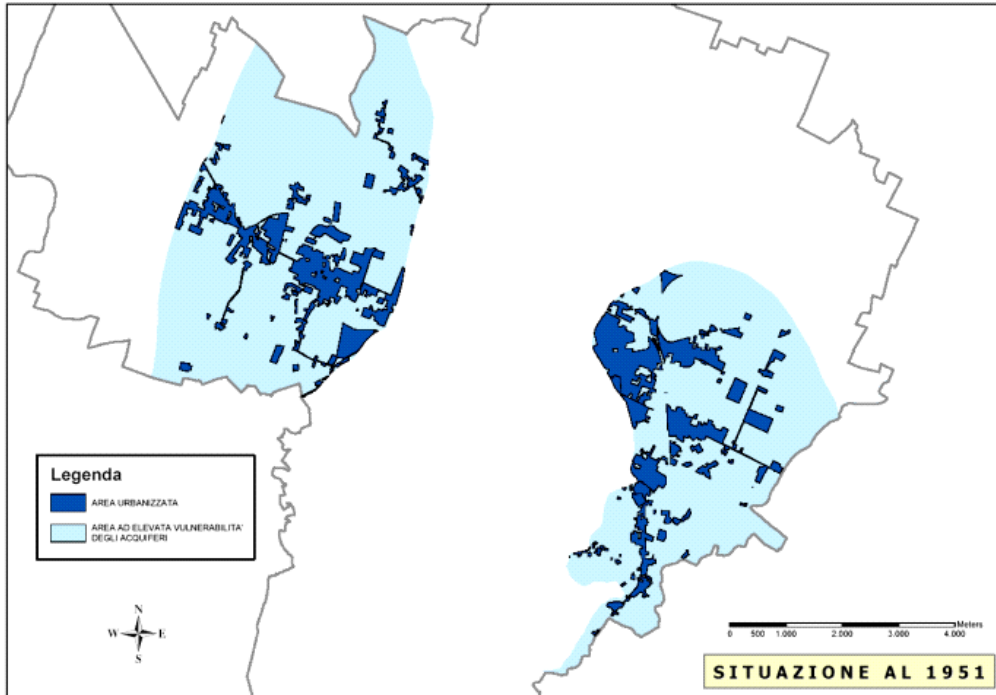 Legenda
AREA URBANIZZATA
AREA AD ELEVATA VULNERABILITA'
DEGLI ACQUIFERI
N
W E
S
0 500 1.000 2.000 3.000 4.000 Meters
SITUAZIONE AL 1951